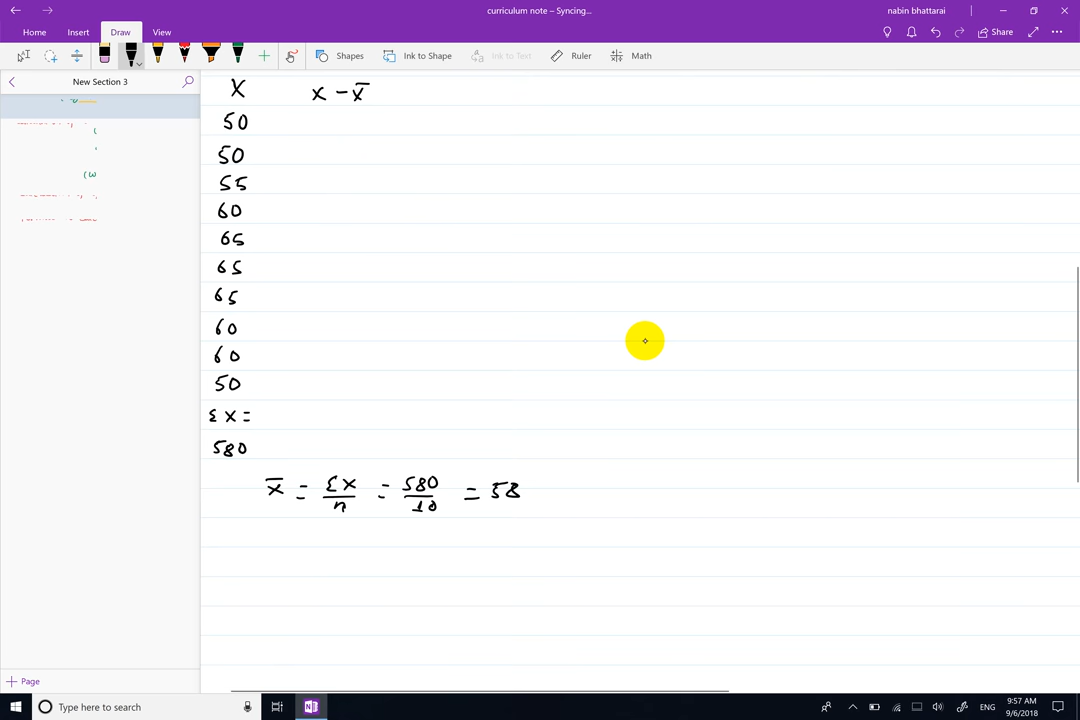 curriculum note – Syncing...
nabin bhattarai
Home Insert Draw View
Share
Shapes Ink to Shape Ink to Text Ruler Math
New Section 3
X x - x̄
50
50
55
60
65
65
65
60
60
50
Σx =
580
x̄ = Σx/n = 580/10 = 58
+ Page
Type here to search
ENG
9:57 AM
9/6/2018